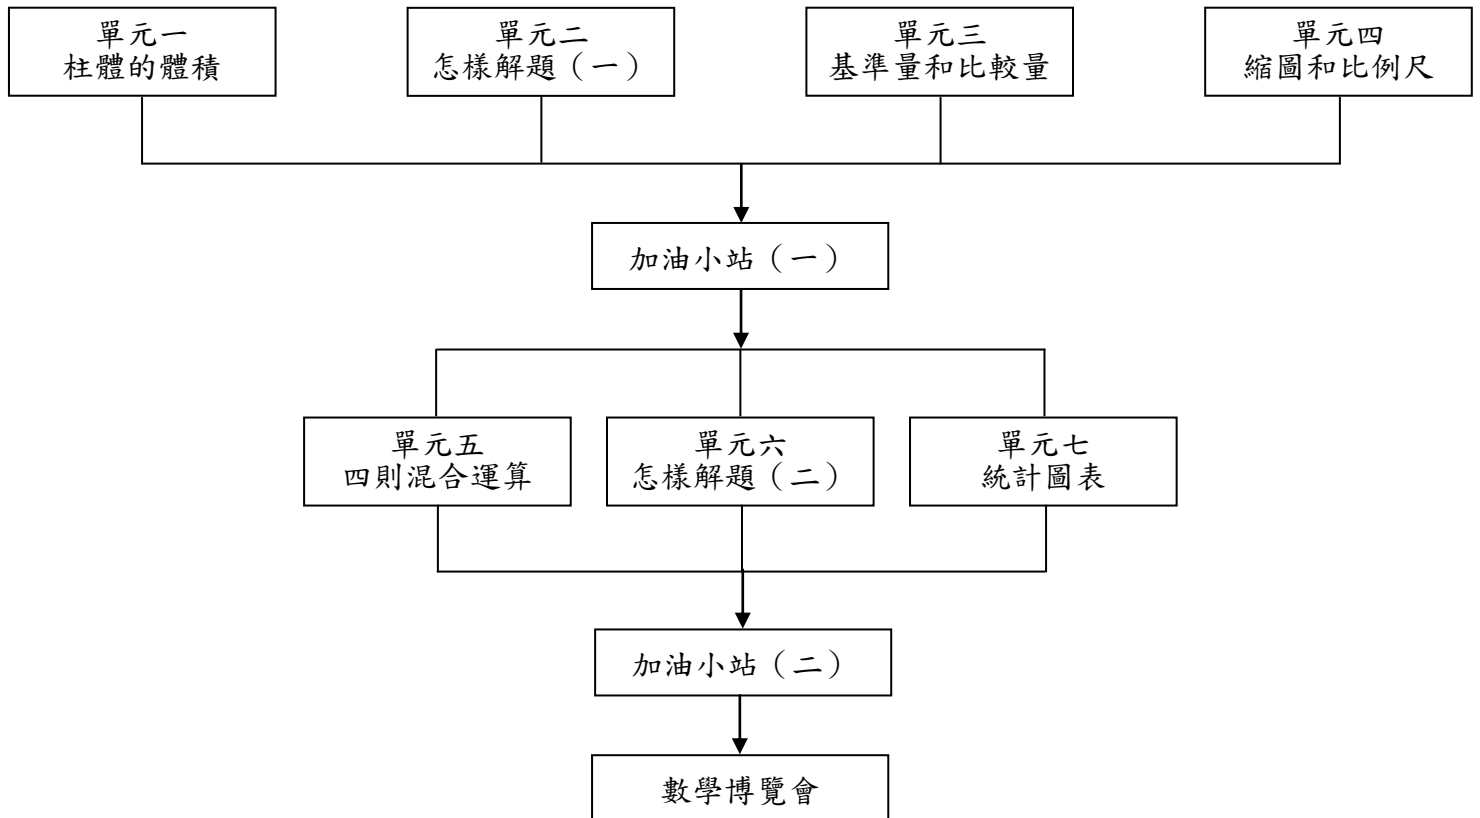 單元一
柱體的體積
單元二
怎樣解題（一）
單元三
基準量和比較量
單元四
縮圖和比例尺
加油小站（一）
單元五
四則混合運算
單元六
怎樣解題（二）
單元七
統計圖表
加油小站（二）
數學博覽會